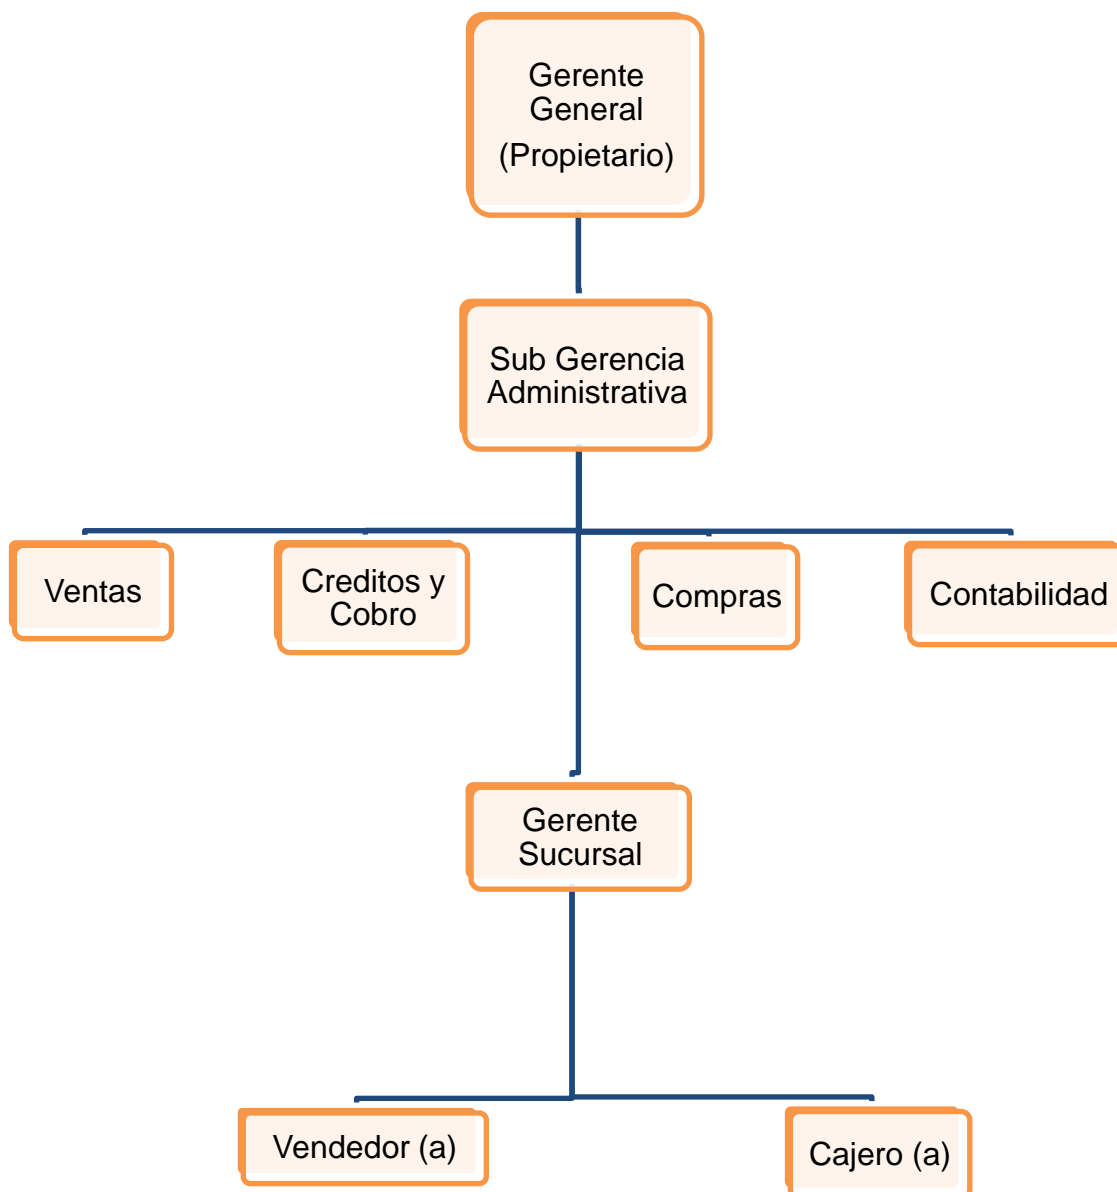 Gerente
General
(Propietario)
Sub Gerencia
Administrativa
Ventas
Creditos y
Cobro
Compras
Contabilidad
Gerente
Sucursal
Vendedor (a)
Cajero (a)